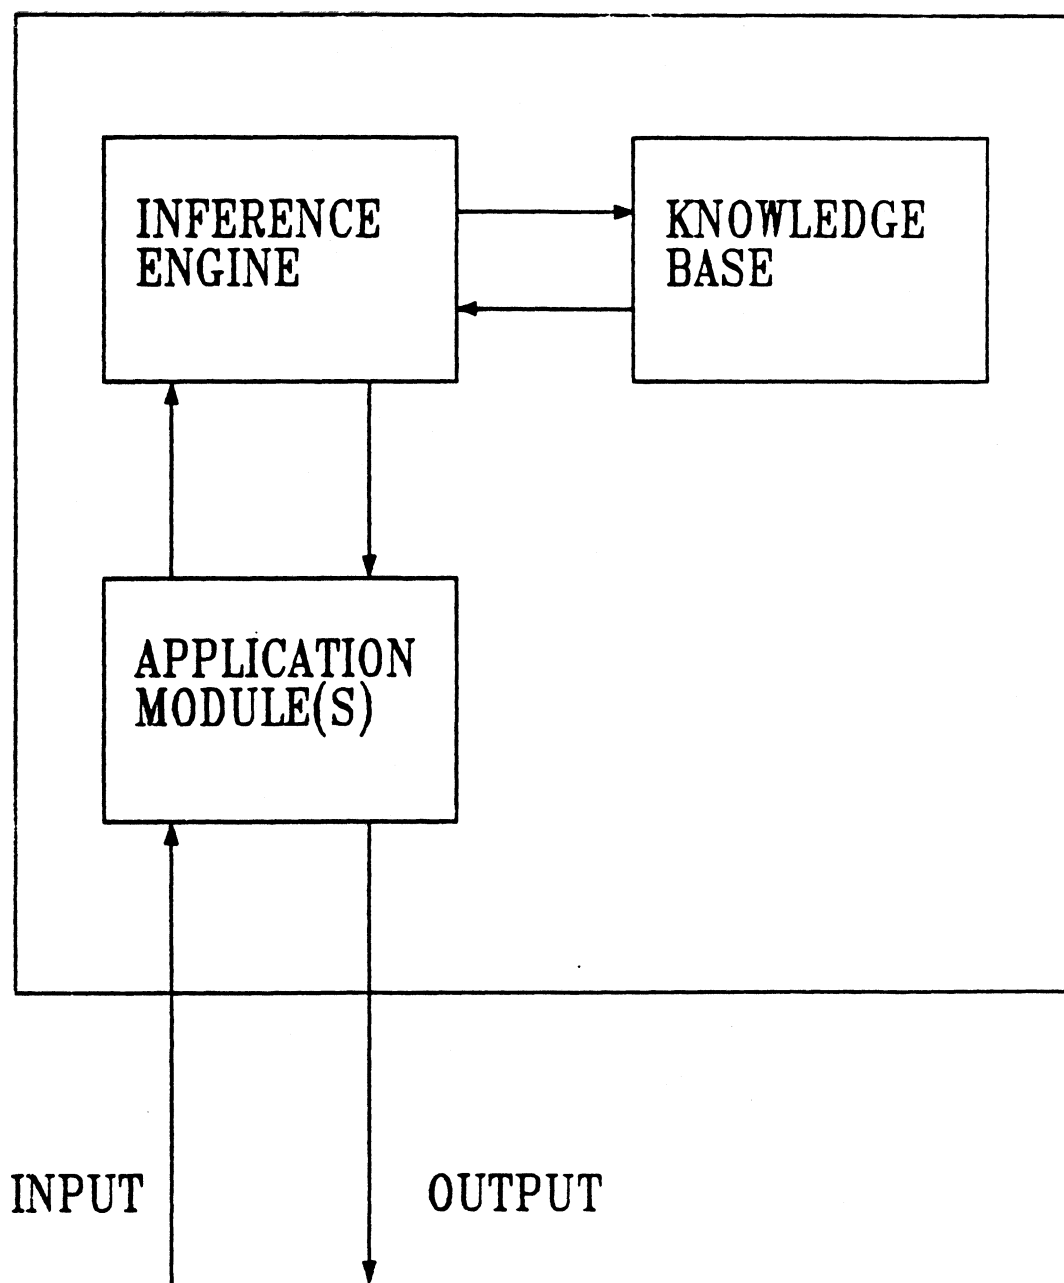 INFERENCE
ENGINE
KNOWLEDGE
BASE
APPLICATION
MODULE(S)
INPUT
OUTPUT